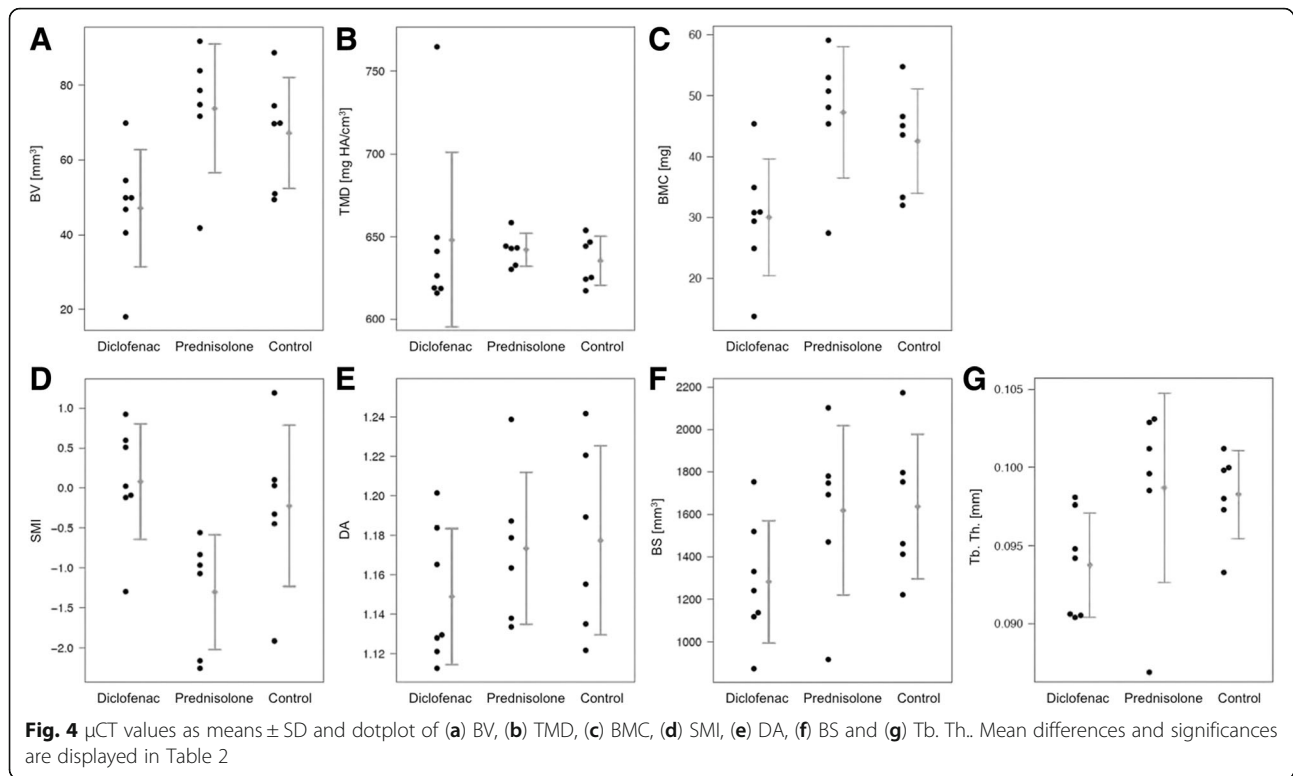 A
BV [mm³]
80
60
40
20
Diclofenac Prednisolone Control
B
TMD [mg HA/cm³]
750
700
650
600
Diclofenac Prednisolone Control
C
BMC [mg]
60
50
40
30
20
Diclofenac Prednisolone Control
D
SMI
1.0
0.5
0.0
−0.5
−1.0
−1.5
−2.0
Diclofenac Prednisolone Control
E
DA
1.24
1.22
1.20
1.18
1.16
1.14
1.12
Diclofenac Prednisolone Control
F
BS [mm³]
2200
2000
1800
1600
1400
1200
1000
Diclofenac Prednisolone Control
G
Tb. Th. [mm]
0.105
0.100
0.095
0.090
Diclofenac Prednisolone Control
Fig. 4 μCT values as means ± SD and dotplot of (a) BV, (b) TMD, (c) BMC, (d) SMI, (e) DA, (f) BS and (g) Tb. Th.. Mean differences and significances
are displayed in Table 2